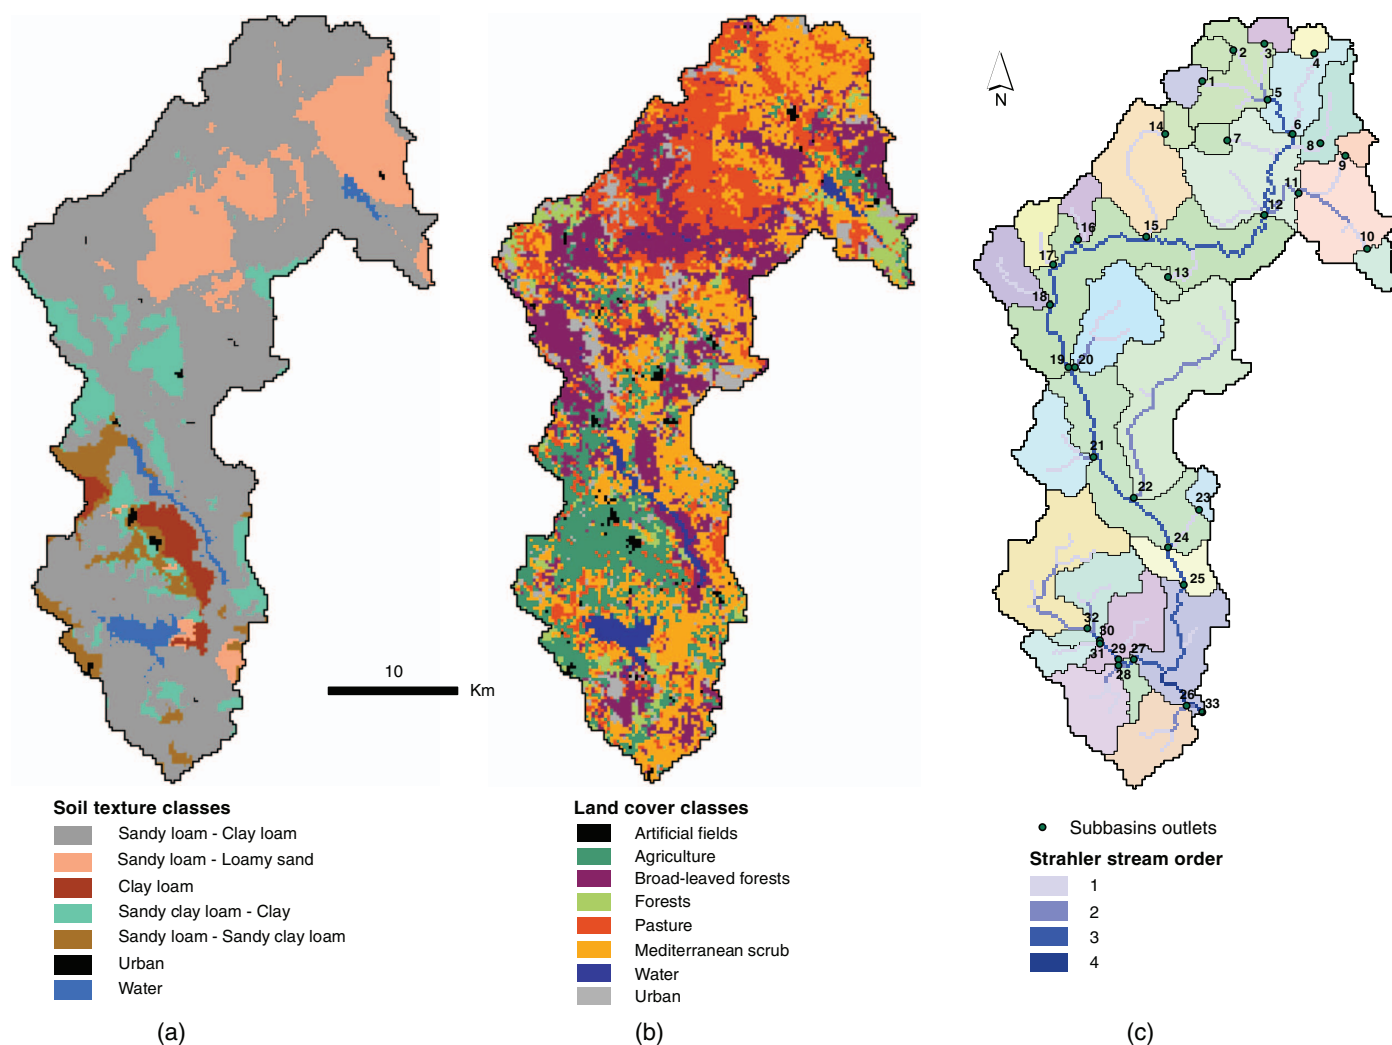 N
1
2
3
4
5
6
7
8
9
10
11
12
13
14
15
16
17
18
19
20
21
22
23
24
25
26
27
28
29
30
31
32
33
10
Km
Soil texture classes
Sandy loam - Clay loam
Sandy loam - Loamy sand
Clay loam
Sandy clay loam - Clay
Sandy loam - Sandy clay loam
Urban
Water
(a)
Land cover classes
Artificial fields
Agriculture
Broad-leaved forests
Forests
Pasture
Mediterranean scrub
Water
Urban
(b)
Subbasins outlets
Strahler stream order
1
2
3
4
(c)